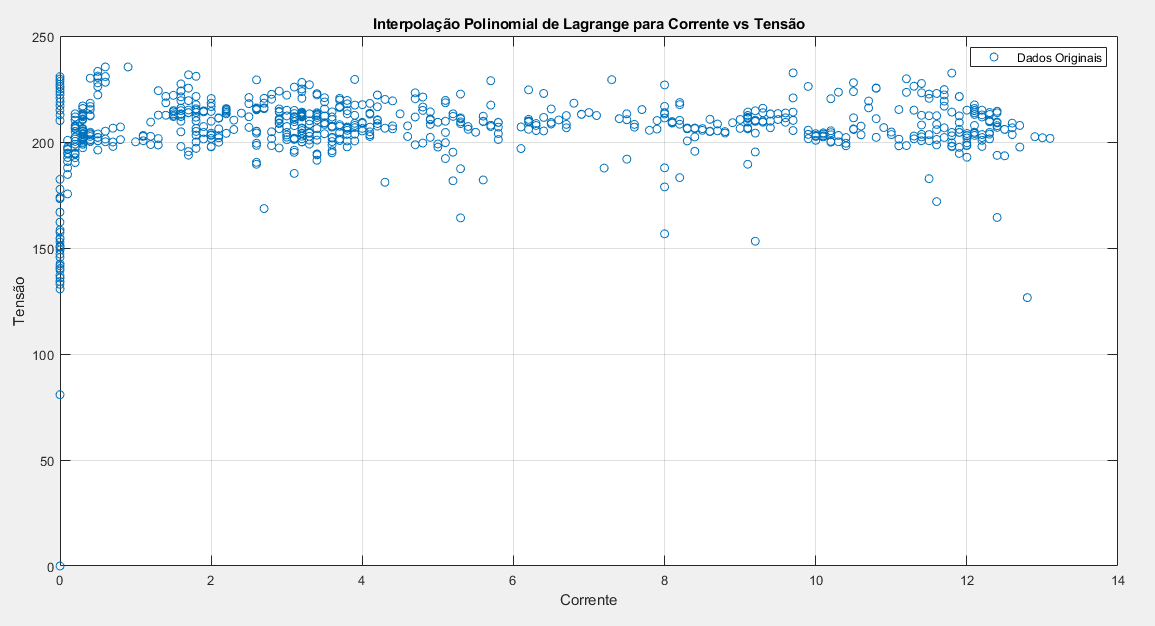 Interpolação Polinomial de Lagrange para Corrente vs Tensão
Dados Originais
250
200
150
100
50
0
Tensão
0 2 4 6 8 10 12 14
Corrente